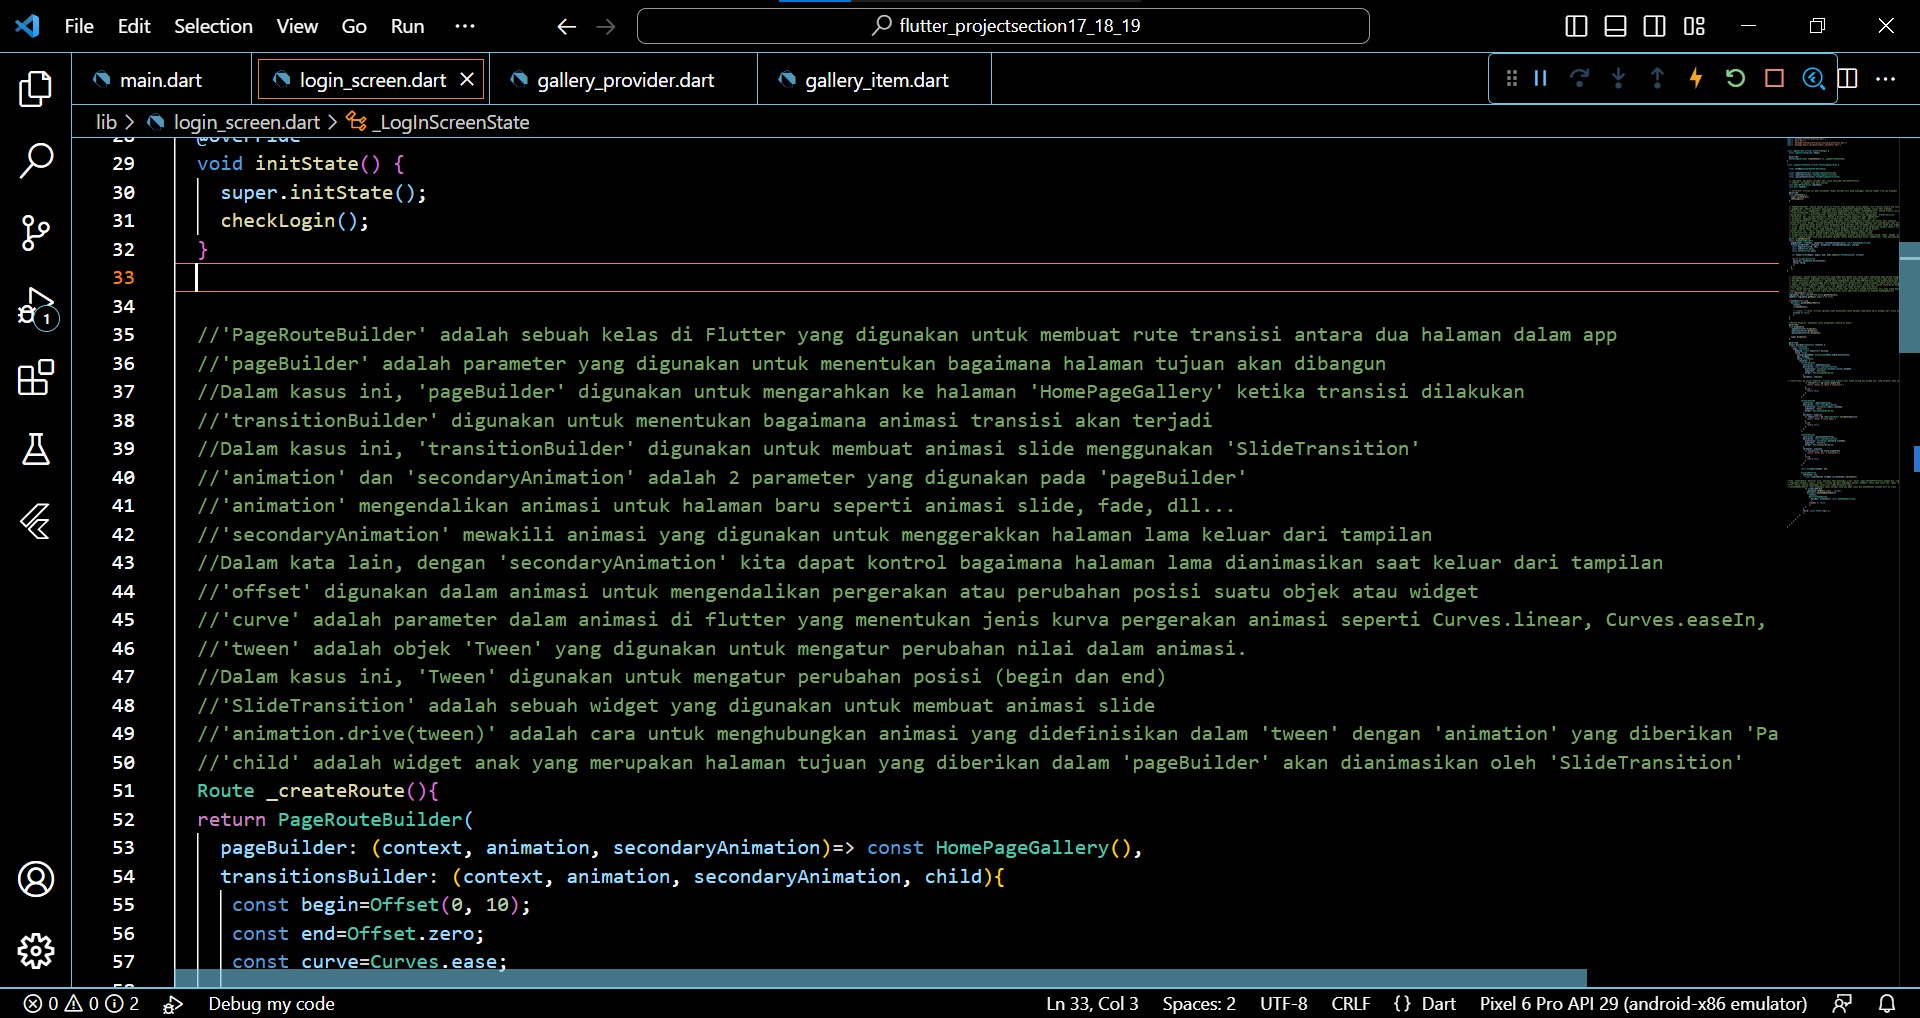 File Edit Selection View Go Run ··· flutter_projectsection17_18_19
main.dart login_screen.dart gallery_provider.dart gallery_item.dart
lib > login_screen.dart > _LogInScreenState
28 @override
29 void initState() {
30 super.initState();
31 checkLogin();
32 }
33
34
35 //'PageRouteBuilder' adalah sebuah kelas di Flutter yang digunakan untuk membuat rute transisi antara dua halaman dalam app
36 //'pageBuilder' adalah parameter yang digunakan untuk menentukan bagaimana halaman tujuan akan dibangun
37 //Dalam kasus ini, 'pageBuilder' digunakan untuk mengarahkan ke halaman 'HomePageGallery' ketika transisi dilakukan
38 //'transitionBuilder' digunakan untuk menentukan bagaimana animasi transisi akan terjadi
39 //Dalam kasus ini, 'transitionBuilder' digunakan untuk membuat animasi slide menggunakan 'SlideTransition'
40 //'animation' dan 'secondaryAnimation' adalah 2 parameter yang digunakan pada 'pageBuilder'
41 //'animation' mengendalikan animasi untuk halaman baru seperti animasi slide, fade, dll...
42 //'secondaryAnimation' mewakili animasi yang digunakan untuk menggerakkan halaman lama keluar dari tampilan
43 //Dalam kata lain, dengan 'secondaryAnimation' kita dapat kontrol bagaimana halaman lama dianimasikan saat keluar dari tampilan
44 //'offset' digunakan dalam animasi untuk mengendalikan pergerakan atau perubahan posisi suatu objek atau widget
45 //'curve' adalah parameter dalam animasi di flutter yang menentukan jenis kurva pergerakan animasi seperti Curves.linear, Curves.easeIn,
46 //'tween' adalah objek 'Tween' yang digunakan untuk mengatur perubahan nilai dalam animasi.
47 //Dalam kasus ini, 'Tween' digunakan untuk mengatur perubahan posisi (begin dan end)
48 //'SlideTransition' adalah sebuah widget yang digunakan untuk membuat animasi slide
49 //'animation.drive(tween)' adalah cara untuk menghubungkan animasi yang didefinisikan dalam 'tween' dengan 'animation' yang diberikan 'Pa
50 //'child' adalah widget anak yang merupakan halaman tujuan yang diberikan dalam 'pageBuilder' akan dianimasikan oleh 'SlideTransition'
51 Route _createRoute(){
52 return PageRouteBuilder(
53 pageBuilder: (context, animation, secondaryAnimation)=> const HomePageGallery(),
54 transitionsBuilder: (context, animation, secondaryAnimation, child){
55 const begin=Offset(0, 10);
56 const end=Offset.zero;
57 const curve=Curves.ease;
1
0 0 2 Debug my code Ln 33, Col 3 Spaces: 2 UTF-8 CRLF {} Dart Pixel 6 Pro API 29 (android-x86 emulator)